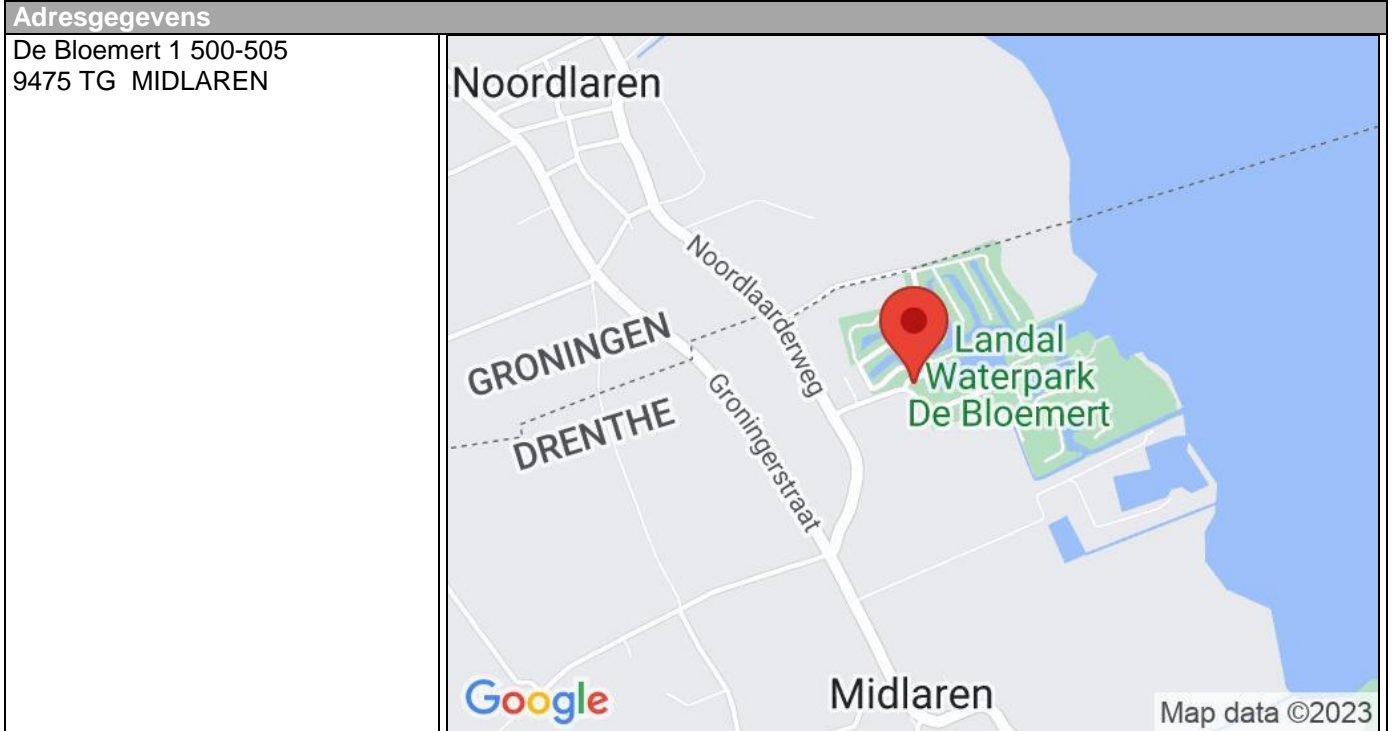 Adresgegevens
De Bloemert 1 500-505
9475 TG  MIDLAREN
Noordlaren
Noordlaarderweg
GRONINGEN
Landal
Waterpark
De Bloemert
DRENTHE
Groningerstraat
Midlaren
Google
Map data ©2023